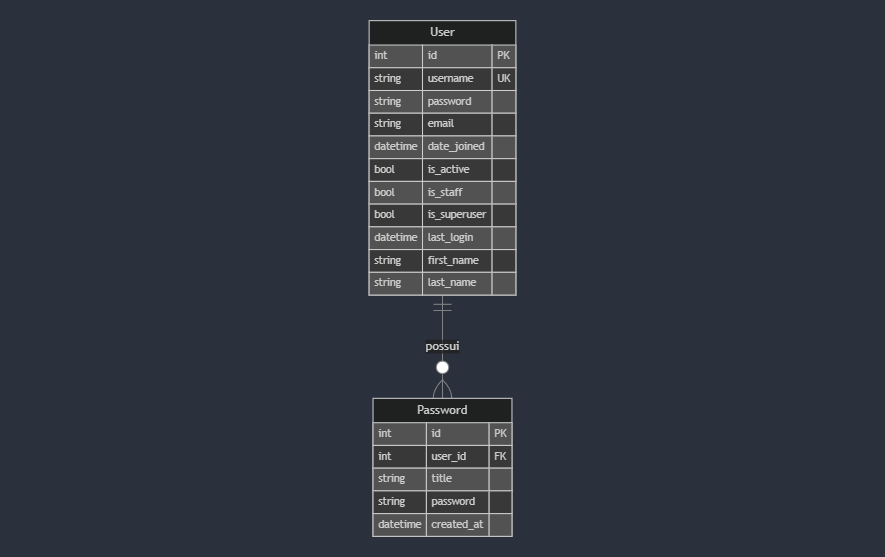 User
int id PK
string username UK
string password
string email
datetime date_joined
bool is_active
bool is_staff
bool is_superuser
datetime last_login
string first_name
string last_name
possui
Password
int id PK
int user_id FK
string title
string password
datetime created_at